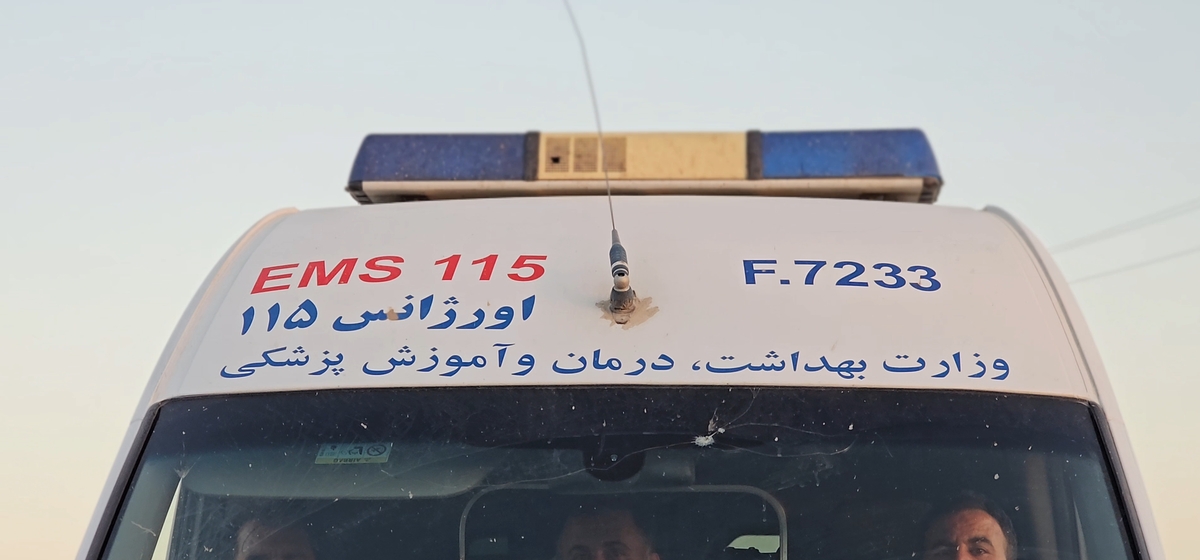 EMS 115
F.7233
اورژانس ۱۱۵
وزارت بهداشت، درمان وآموزش پزشکی